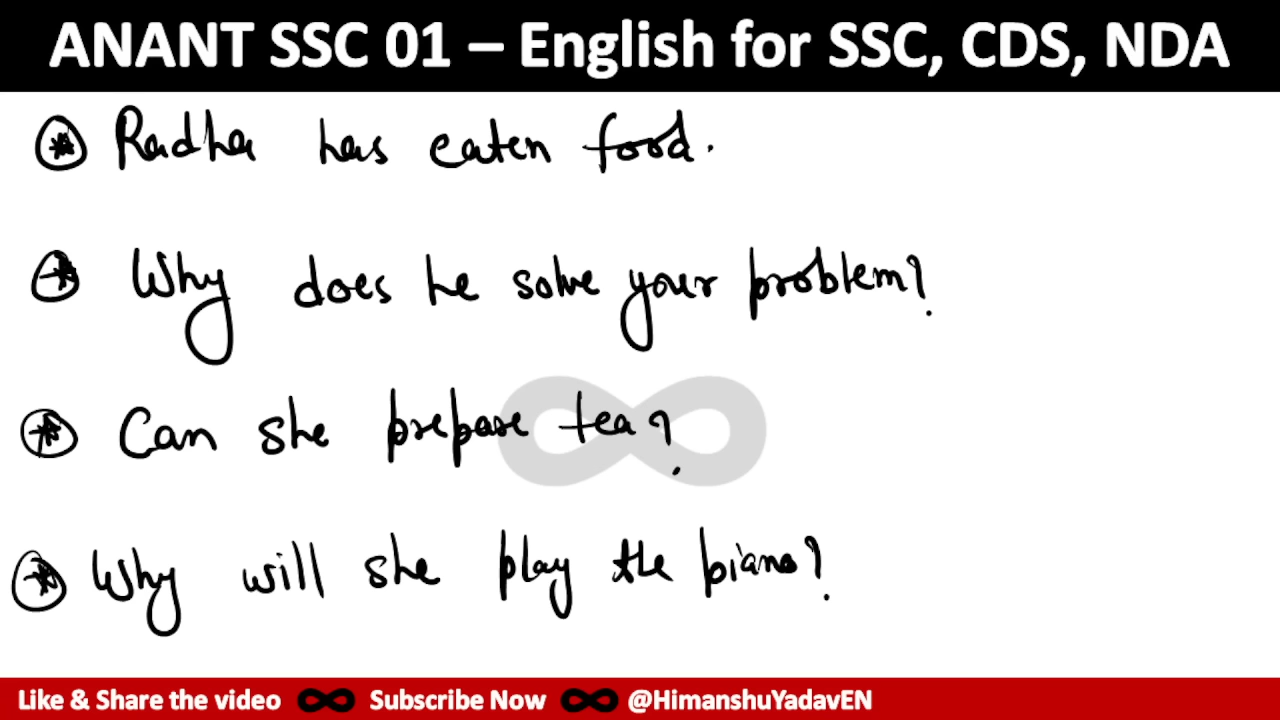 ANANT SSC 01 – English for SSC, CDS, NDA
Radha has eaten food.
Why does he solve your problem?
Can she prepare tea?
Why will she play the piano?
Like & Share the video Subscribe Now @HimanshuYadavEN